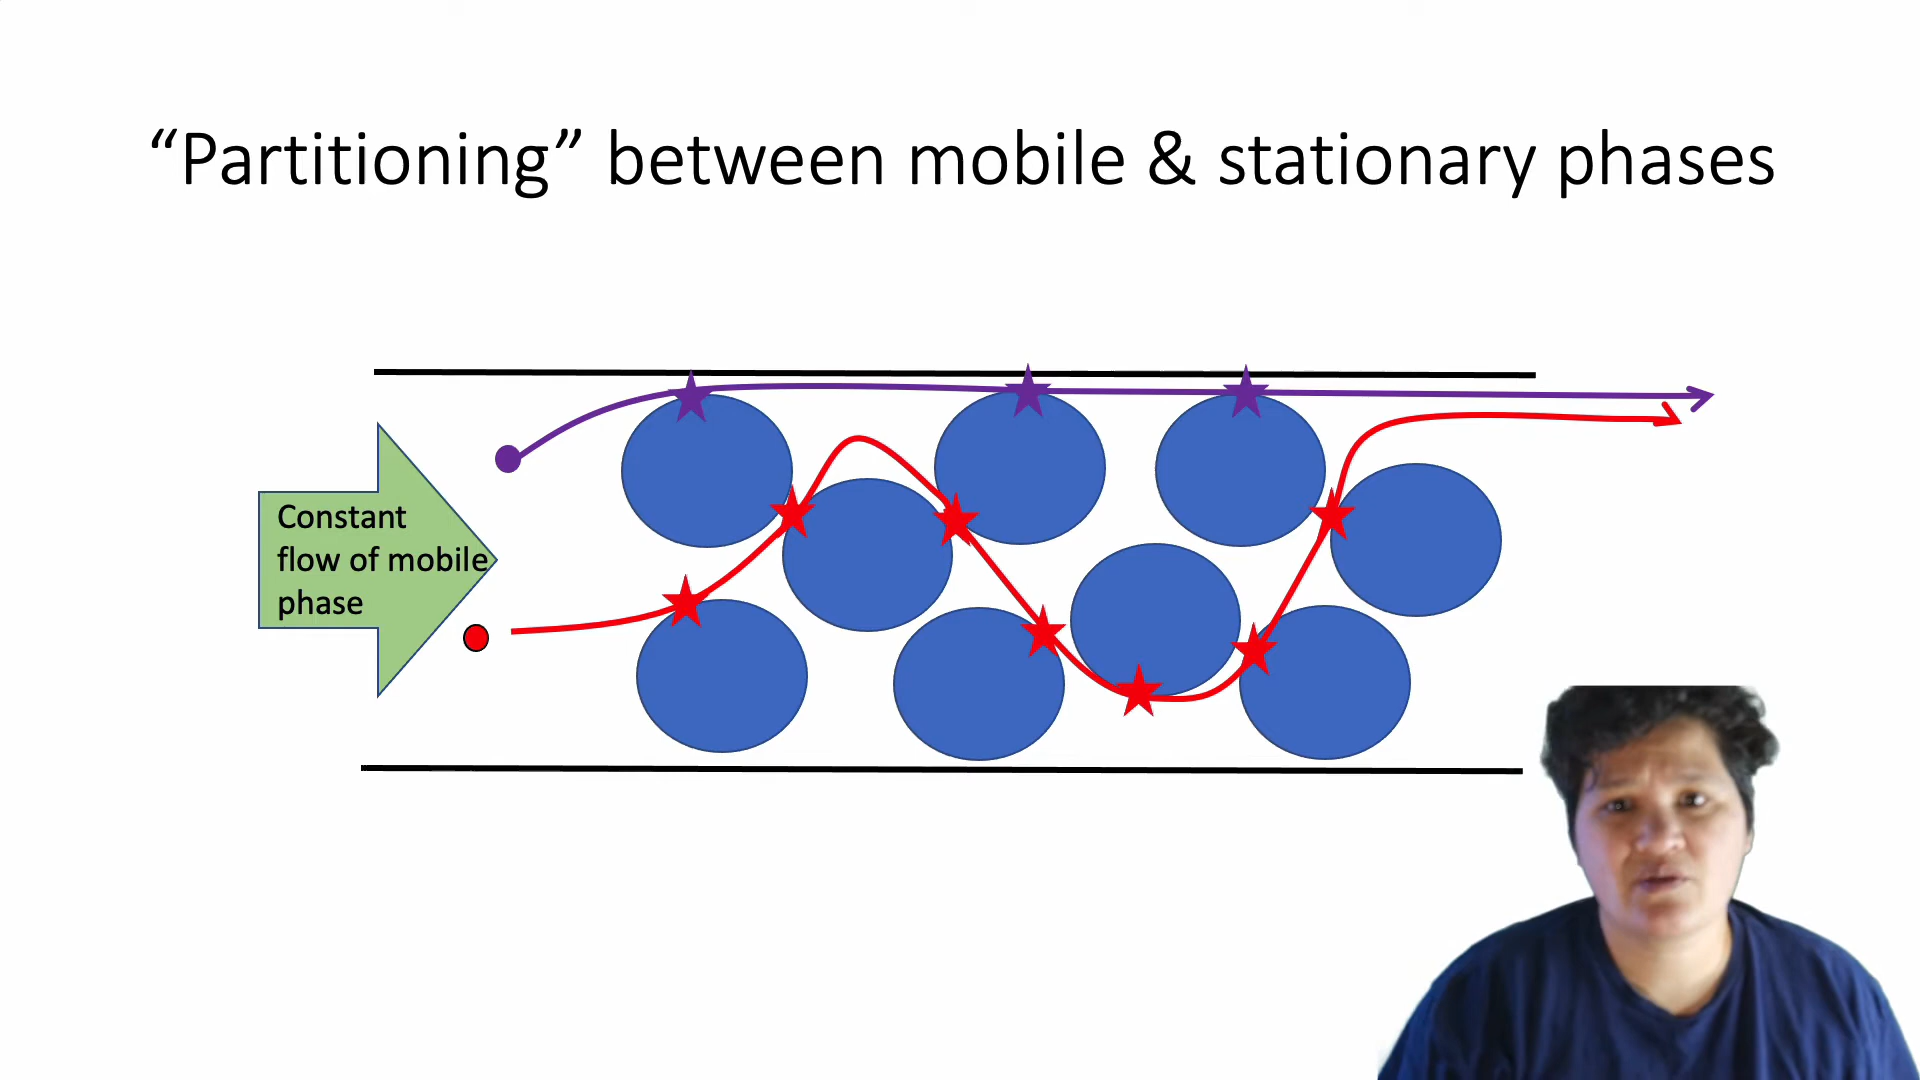 “Partitioning” between mobile & stationary phases
Constant
flow of mobile
phase